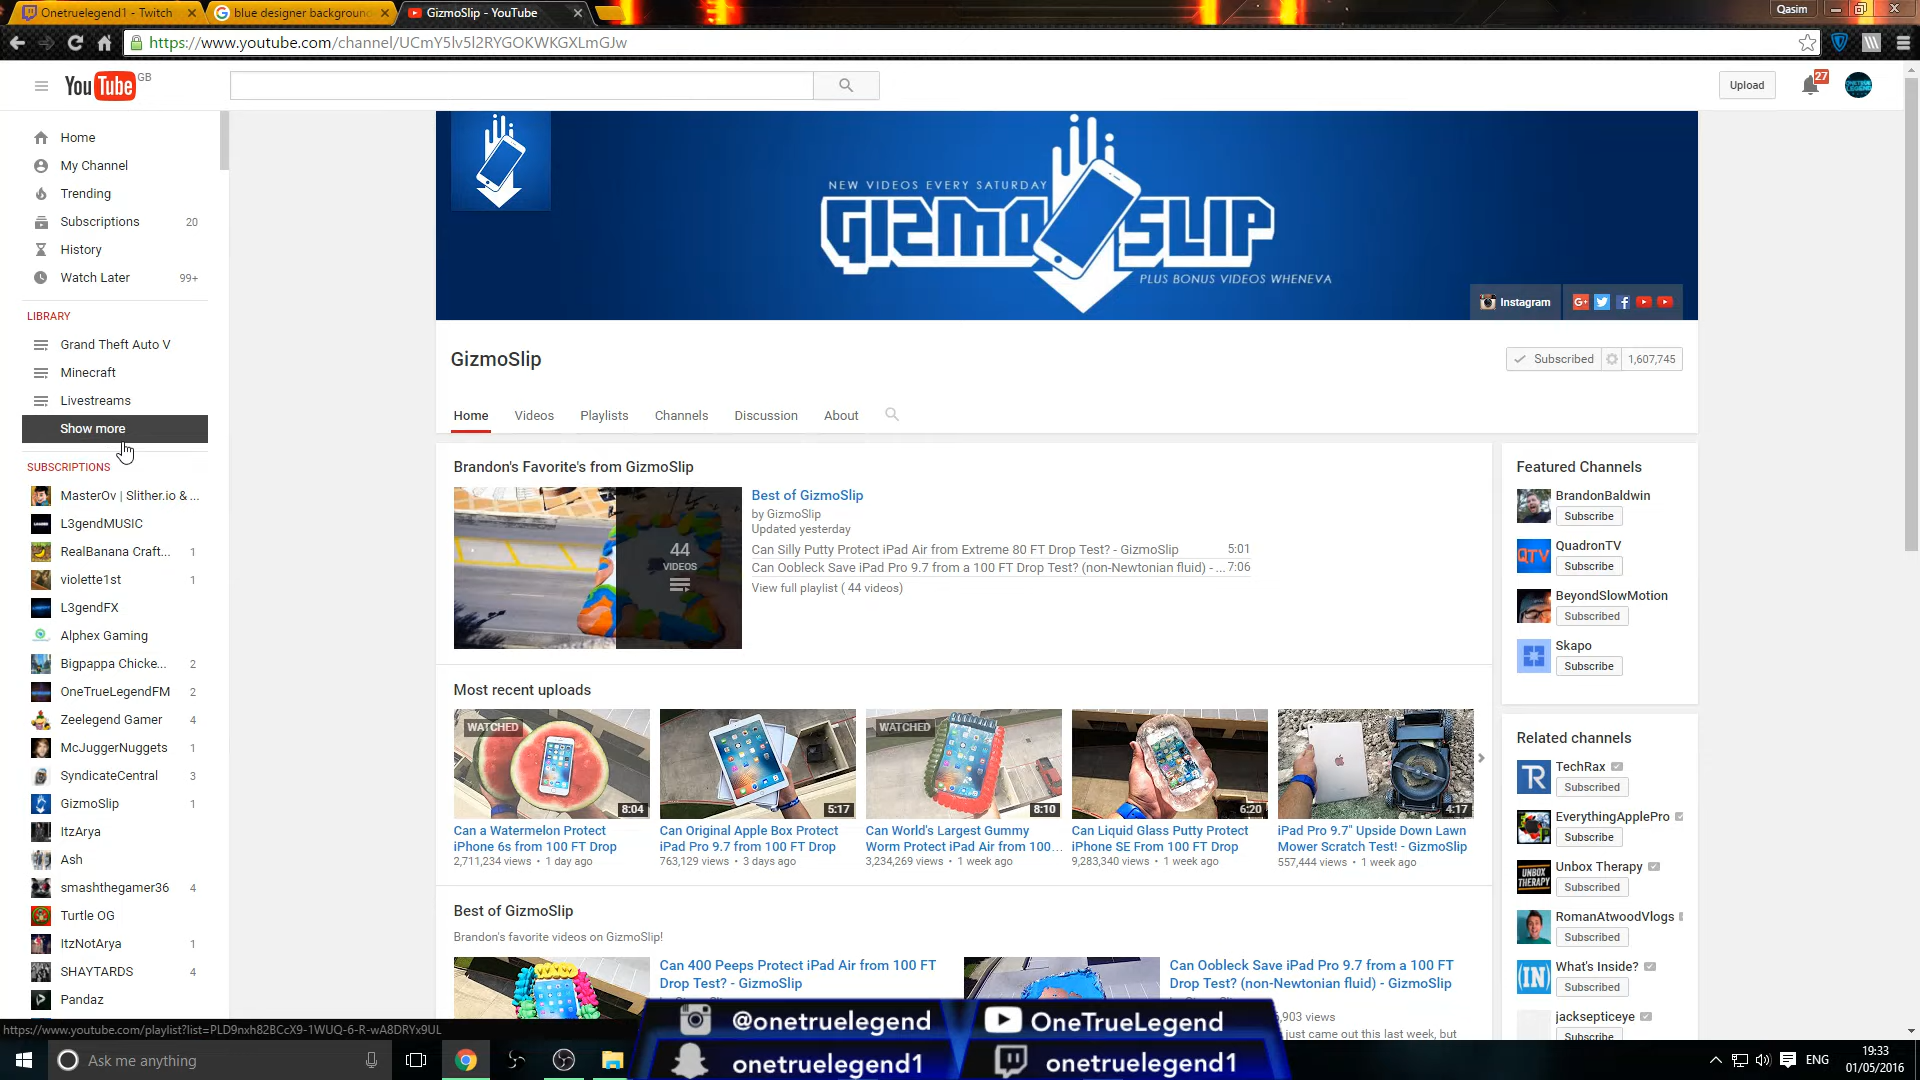 Onetruelegend1 - Twitch
blue designer background
GizmoSlip - YouTube
Qasim
https://www.youtube.com/channel/UCmY5lv5l2RYGOKWKGXLmGJw
YouTube GB
Upload
27
Home
My Channel
Trending
Subscriptions 20
History
Watch Later 99+
LIBRARY
Grand Theft Auto V
Minecraft
Livestreams
Show more
SUBSCRIPTIONS
MasterOv | Slither.io & ...
L3gendMUSIC
RealBanana Craft... 1
violette1st 1
L3gendFX
Alphex Gaming
Bigpappa Chicke... 2
OneTrueLegendFM 2
Zeelegend Gamer 4
McJuggerNuggets 1
SyndicateCentral 3
GizmoSlip 1
ItzArya
Ash
smashthegamer36 4
Turtle OG
ItzNotArya 1
SHAYTARDS 4
Pandaz
NEW VIDEOS EVERY SATURDAY
GIZMO SLIP
PLUS BONUS VIDEOS WHENEVA
Instagram
GizmoSlip
Subscribed 1,607,745
Home Videos Playlists Channels Discussion About
Brandon's Favorite's from GizmoSlip
44
VIDEOS
Best of GizmoSlip
by GizmoSlip
Updated yesterday
Can Silly Putty Protect iPad Air from Extreme 80 FT Drop Test? - GizmoSlip 5:01
Can Oobleck Save iPad Pro 9.7 from a 100 FT Drop Test? (non-Newtonian fluid) - ... 7:06
View full playlist ( 44 videos)
Most recent uploads
WATCHED
8:04
Can a Watermelon Protect
iPhone 6s from 100 FT Drop
2,711,234 views • 1 day ago
5:17
Can Original Apple Box Protect
iPad Pro 9.7 from 100 FT Drop
763,129 views • 3 days ago
WATCHED
8:10
Can World's Largest Gummy
Worm Protect iPad Air from 100...
3,234,269 views • 1 week ago
6:20
Can Liquid Glass Putty Protect
iPhone SE From 100 FT Drop
9,283,340 views • 1 week ago
4:17
iPad Pro 9.7" Upside Down Lawn
Mower Scratch Test! - GizmoSlip
557,444 views • 1 week ago
Best of GizmoSlip
Brandon's favorite videos on GizmoSlip!
Can 400 Peeps Protect iPad Air from 100 FT
Drop Test? - GizmoSlip
Can Oobleck Save iPad Pro 9.7 from a 100 FT
Drop Test? (non-Newtonian fluid) - GizmoSlip
,903 views
just came out this last week, but
Featured Channels
BrandonBaldwin
Subscribe
QTV
QuadronTV
Subscribe
BeyondSlowMotion
Subscribed
Skapo
Subscribe
Related channels
TechRax
Subscribed
EverythingApplePro
Subscribe
UNBOX
THERAPY
Unbox Therapy
Subscribed
RomanAtwoodVlogs
Subscribed
(IN)
What's Inside?
Subscribed
jacksepticeye
Subscribe
https://www.youtube.com/playlist?list=PLD9nxh82BCcX9-1WUQ-6-R-wA8DRYx9UL
@onetruelegend
OneTrueLegend
onetruelegend1
onetruelegend1
Ask me anything
ENG
19:33
01/05/2016